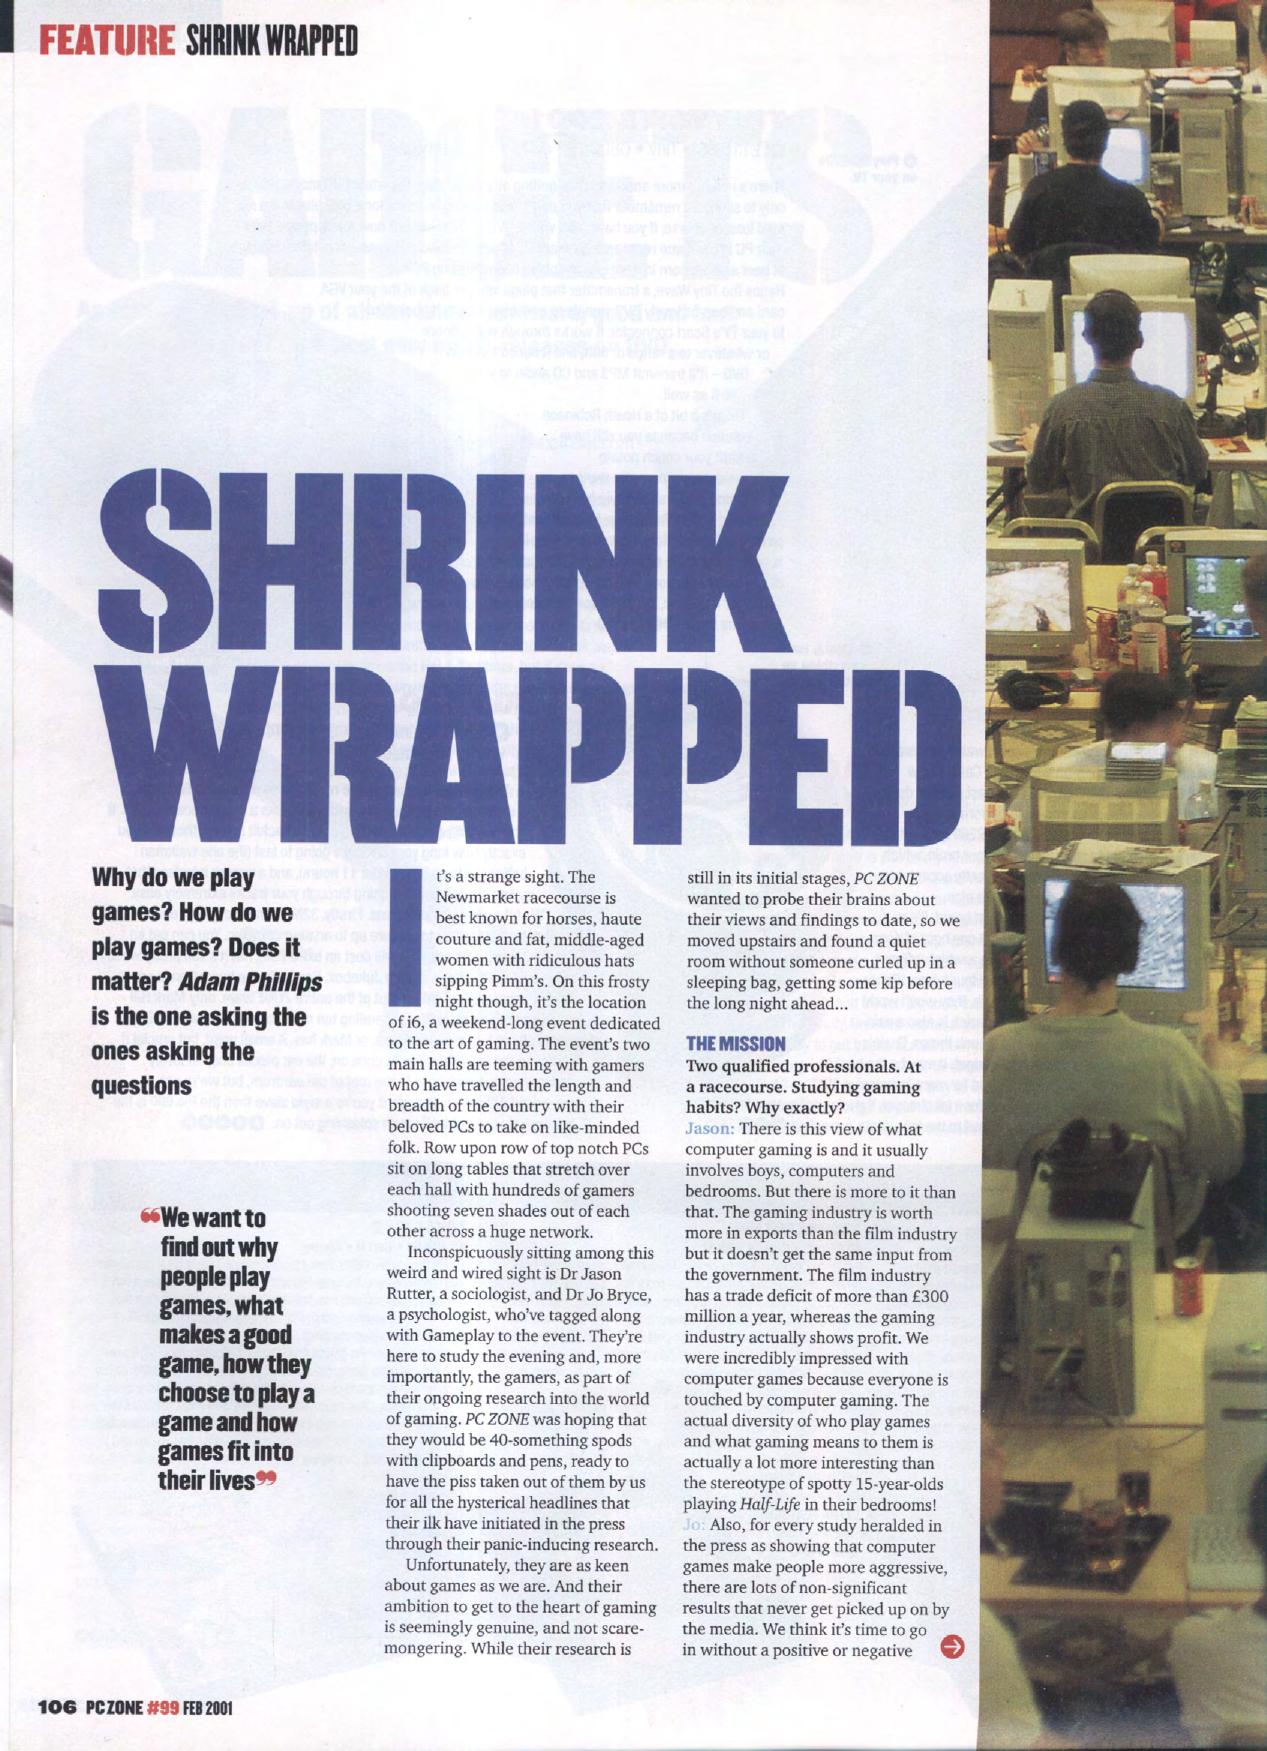 FEATURE SHRINK WRAPPED
SHRINK
WRAPPED
Why do we play
games? How do we
play games? Does it
matter? Adam Phillips
is the one asking the
ones asking the
questions
“We want to
find out why
people play
games, what
makes a good
game, how they
choose to play a
game and how
games fit into
their lives”
It’s a strange sight. The
Newmarket racecourse is
best known for horses, haute
couture and fat, middle-aged
women with ridiculous hats
sipping Pimm’s. On this frosty
night though, it’s the location
of i6, a weekend-long event dedicated
to the art of gaming. The event’s two
main halls are teeming with gamers
who have travelled the length and
breadth of the country with their
beloved PCs to take on like-minded
folk. Row upon row of top notch PCs
sit on long tables that stretch over
each hall with hundreds of gamers
shooting seven shades out of each
other across a huge network.
Inconspicuously sitting among this
weird and wired sight is Dr Jason
Rutter, a sociologist, and Dr Jo Bryce,
a psychologist, who’ve tagged along
with Gameplay to the event. They’re
here to study the evening and, more
importantly, the gamers, as part of
their ongoing research into the world
of gaming. PC ZONE was hoping that
they would be 40-something spods
with clipboards and pens, ready to
have the piss taken out of them by us
for all the hysterical headlines that
their ilk have initiated in the press
through their panic-inducing research.
Unfortunately, they are as keen
about games as we are. And their
ambition to get to the heart of gaming
is seemingly genuine, and not scare-
mongering. While their research is
still in its initial stages, PC ZONE
wanted to probe their brains about
their views and findings to date, so we
moved upstairs and found a quiet
room without someone curled up in a
sleeping bag, getting some kip before
the long night ahead...
THE MISSION
Two qualified professionals. At
a racecourse. Studying gaming
habits? Why exactly?
Jason: There is this view of what
computer gaming is and it usually
involves boys, computers and
bedrooms. But there is more to it than
that. The gaming industry is worth
more in exports than the film industry
but it doesn’t get the same input from
the government. The film industry
has a trade deficit of more than £300
million a year, whereas the gaming
industry actually shows profit. We
were incredibly impressed with
computer games because everyone is
touched by computer gaming. The
actual diversity of who play games
and what gaming means to them is
actually a lot more interesting than
the stereotype of spotty 15-year-olds
playing Half-Life in their bedrooms!
Jo: Also, for every study heralded in
the press as showing that computer
games make people more aggressive,
there are lots of non-significant
results that never get picked up on by
the media. We think it’s time to go
in without a positive or negative
106 PC ZONE #99 FEB 2001